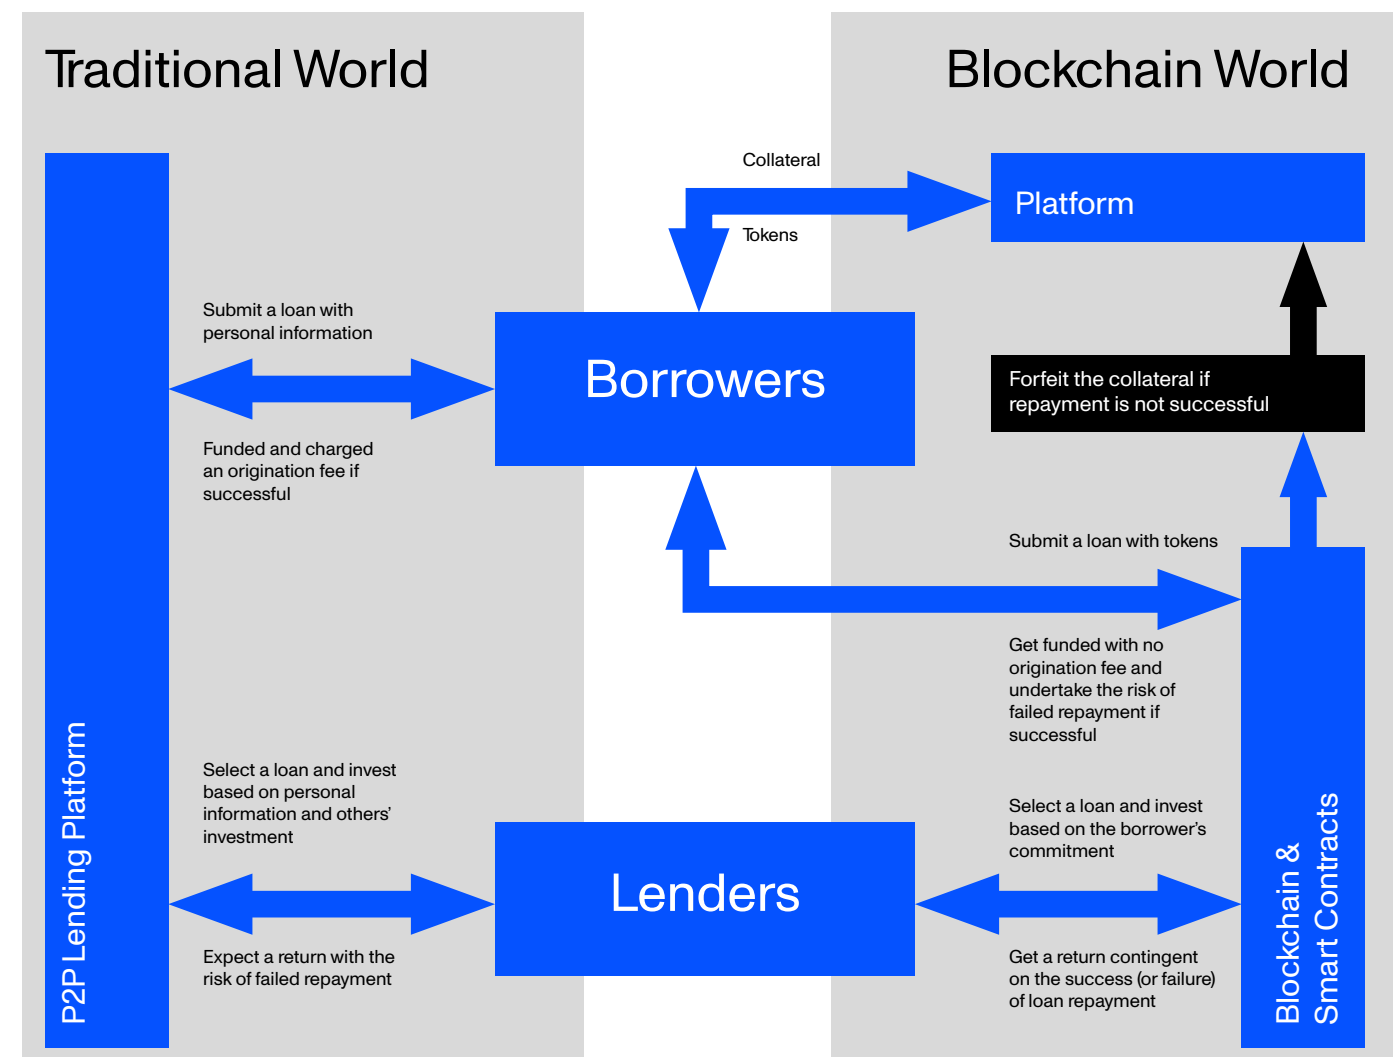 Traditional World
Blockchain World
Collateral
Tokens
Platform
Submit a loan with
personal information
Borrowers
Forfeit the collateral if
repayment is not successful
Funded and charged
an origination fee if
successful
Submit a loan with tokens
Get funded with no
origination fee and
undertake the risk of
failed repayment if
successful
P2P Lending Platform
Select a loan and invest
based on personal
information and others’
investment
Lenders
Select a loan and invest
based on the borrower’s
commitment
Blockchain &
Smart Contracts
Expect a return with the
risk of failed repayment
Get a return contingent
on the success (or failure)
of loan repayment